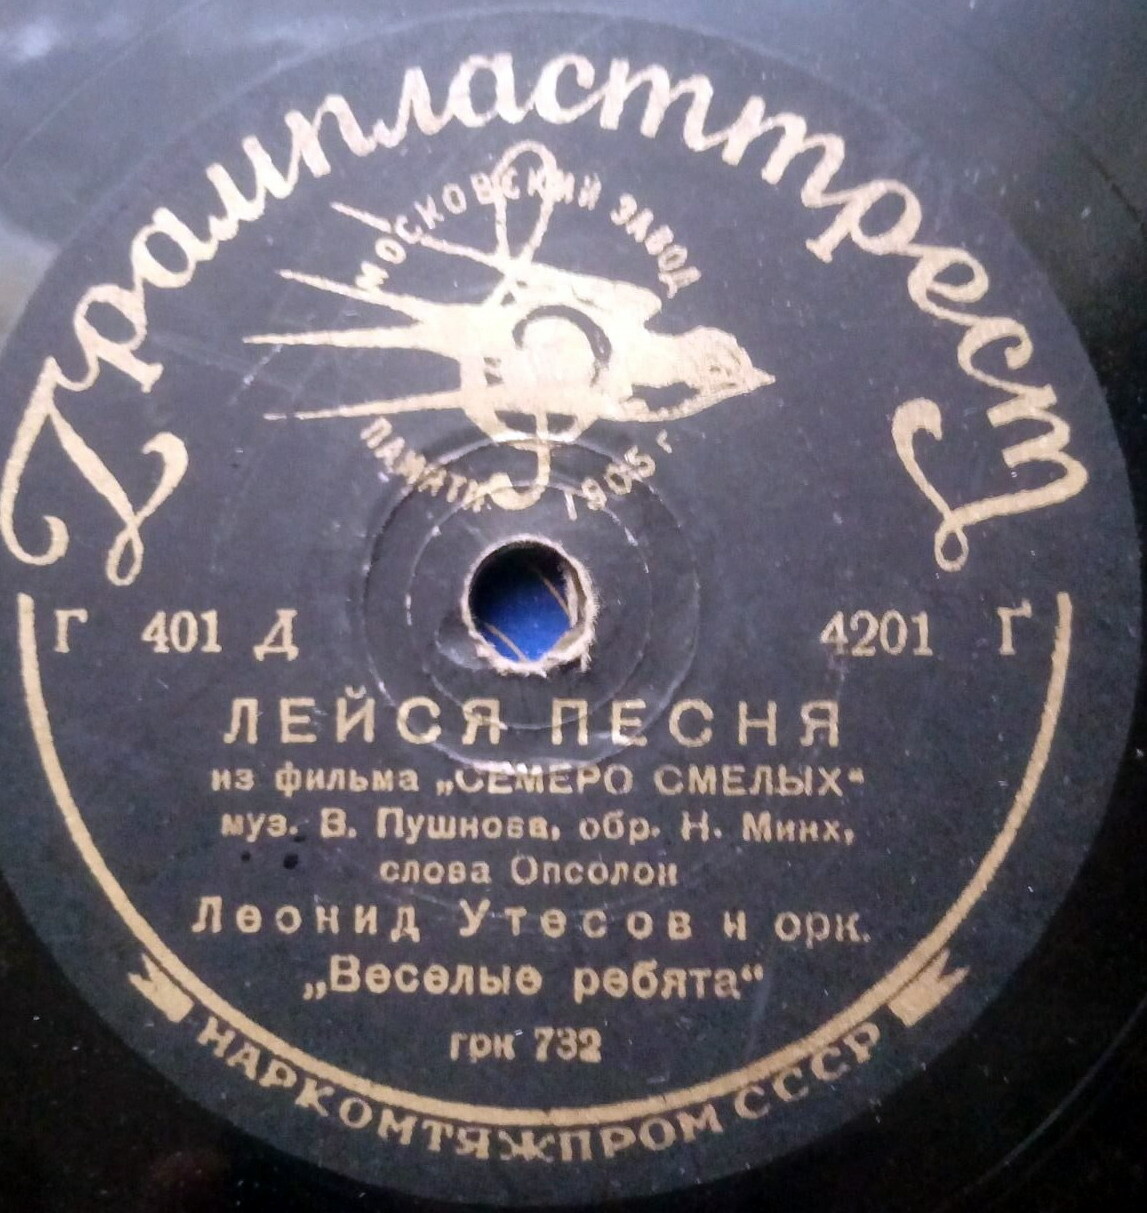 Грампласттрест
МОСКОВСКИЙ ЗАВОД
ПАМЯТИ 1905 г.
Г 401 Д 4201 Г
ЛЕЙСЯ ПЕСНЯ
из фильма „СЕМЕРО СМЕЛЫХ“
муз. В. Пушнова, обр. Н. Минх,
слова Опсолон
Леонид Утесов и орк.
„Веселые ребята“
грк 732
НАРКОМТЯЖПРОМ СССР